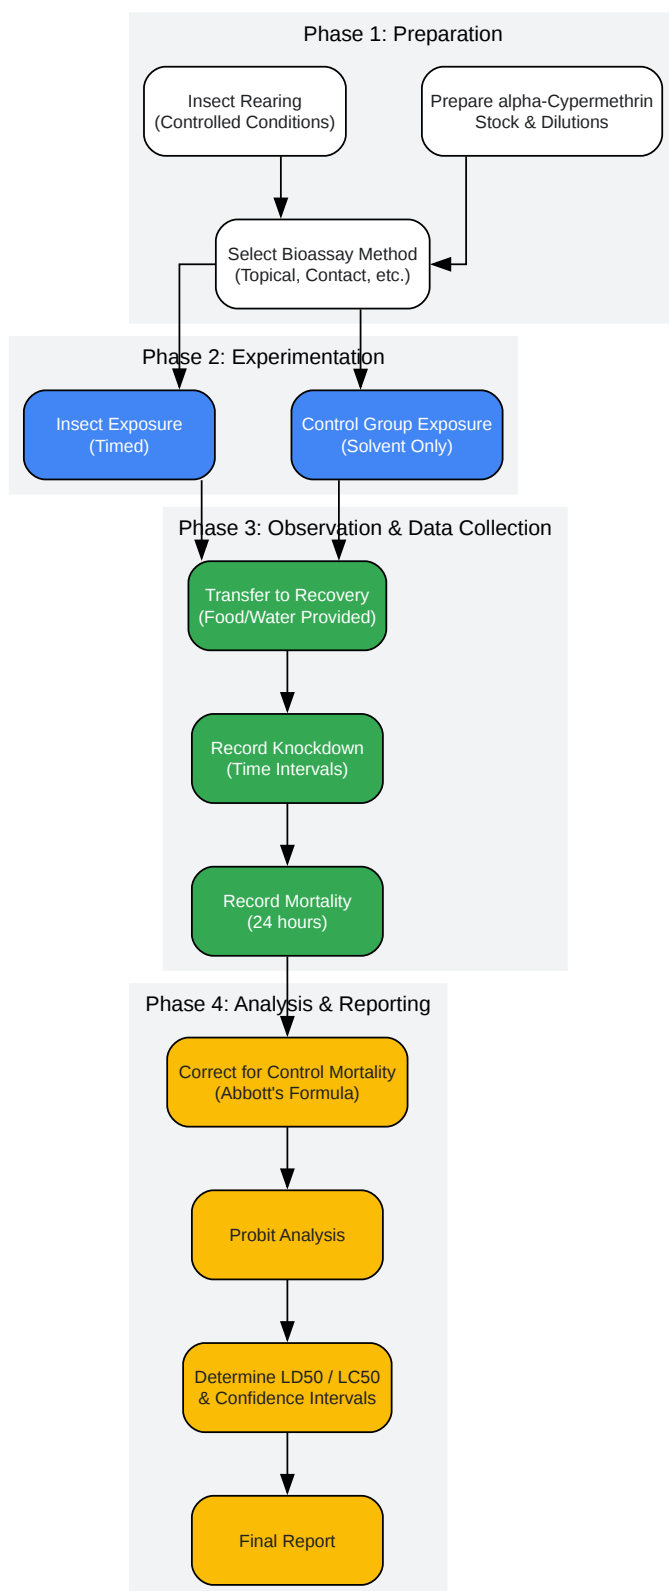 Phase 1: Preparation
Insect Rearing
(Controlled Conditions)
Prepare alpha-Cypermethrin
Stock & Dilutions
Select Bioassay Method
(Topical, Contact, etc.)
Phase 2: Experimentation
Insect Exposure
(Timed)
Control Group Exposure
(Solvent Only)
Phase 3: Observation & Data Collection
Transfer to Recovery
(Food/Water Provided)
Record Knockdown
(Time Intervals)
Record Mortality
(24 hours)
Phase 4: Analysis & Reporting
Correct for Control Mortality
(Abbott's Formula)
Probit Analysis
Determine LD50 / LC50
& Confidence Intervals
Final Report